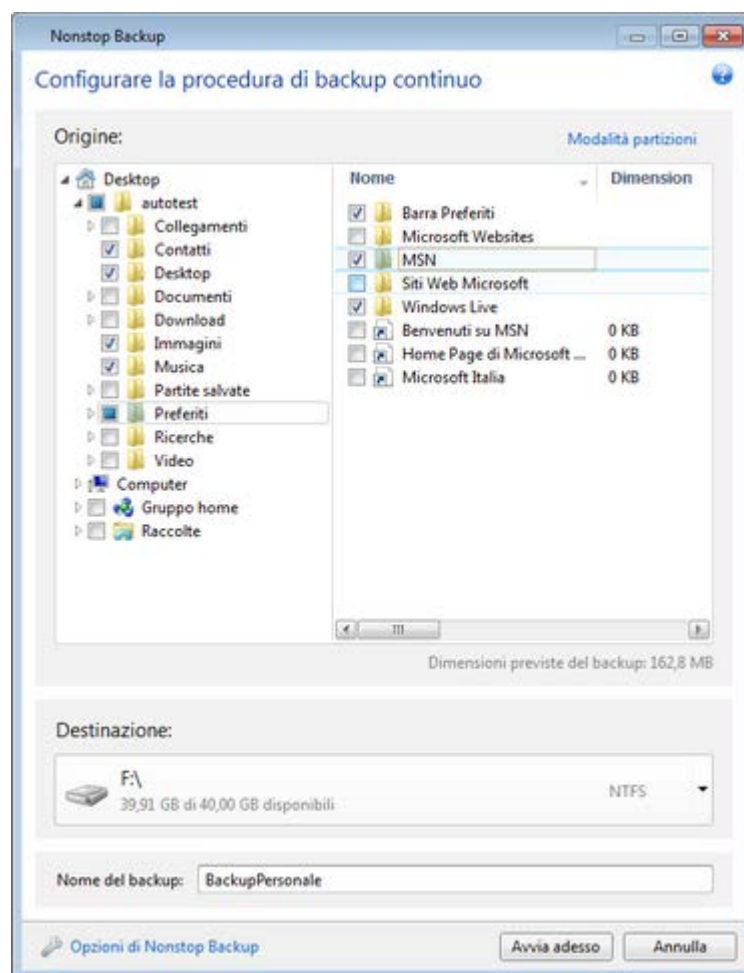 Nonstop Backup
Configurare la procedura di backup continuo
Origine:
Modalità partizioni
Desktop
autotest
Collegamenti
Contatti
Desktop
Documenti
Download
Immagini
Musica
Partite salvate
Preferiti
Ricerche
Video
Computer
Gruppo home
Raccolte
Nome Dimension
Barra Preferiti
Microsoft Websites
MSN
Siti Web Microsoft
Windows Live
Benvenuti su MSN 0 KB
Home Page di Microsoft ... 0 KB
Microsoft Italia 0 KB
Dimensioni previste del backup: 162,8 MB
Destinazione:
F:\
39,91 GB di 40,00 GB disponibili
NTFS
Nome del backup: BackupPersonale
Opzioni di Nonstop Backup Avvia adesso Annulla